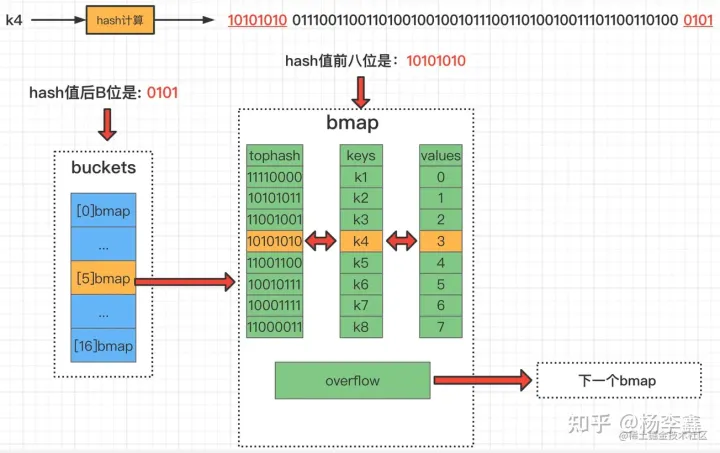 k4 hash计算 10101010 01110011001101001001001011100110100100111011001101 00 0101
hash值前八位是：10101010
hash值后B位是: 0101
bmap
buckets
tophash keys values
11110000 k1 0
10101011 k2 1
11001001 k3 2
10101010 k4 3
11001100 k5 4
10010111 k6 5
10001111 k7 6
11000011 k8 7
[0]bmap
...
[5]bmap
...
[16]bmap
overflow
下一个bmap
知乎 @杨李鑫
@稀土掘金技术社区